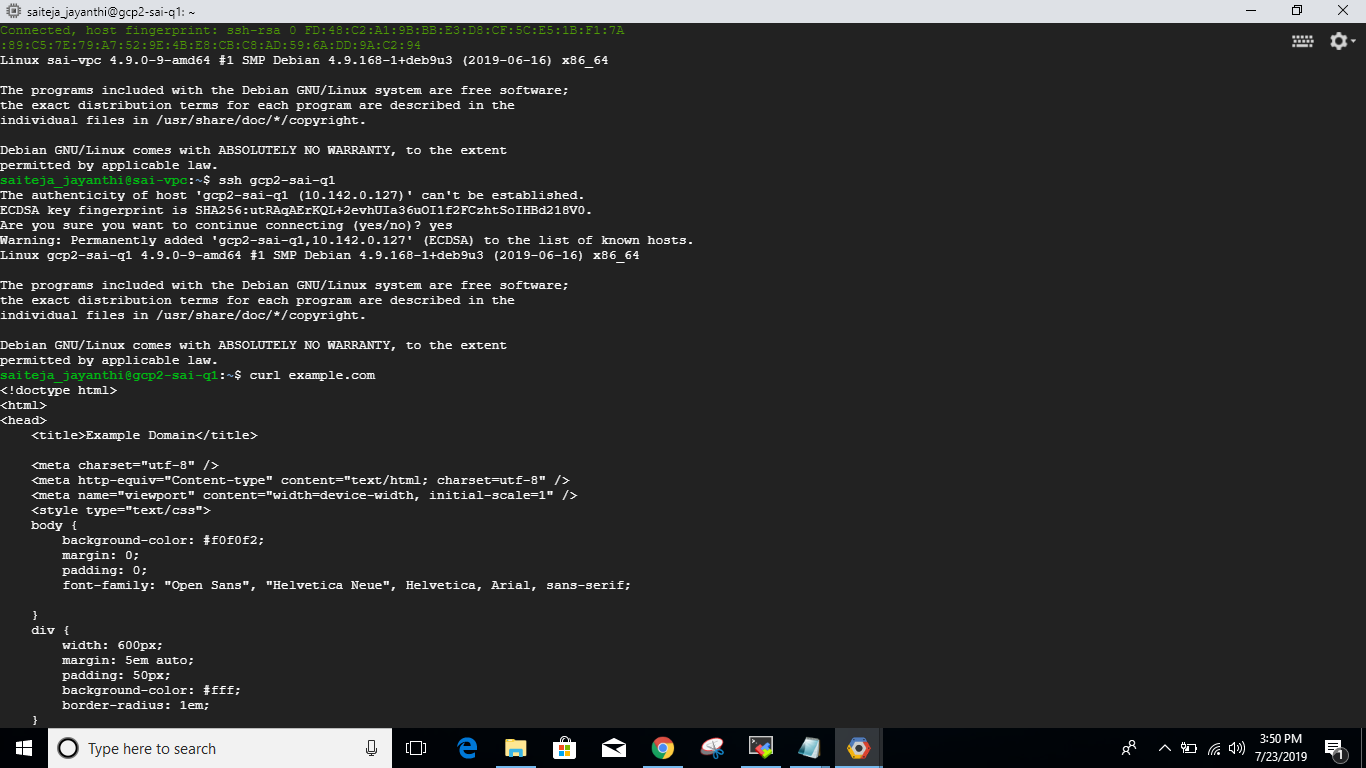 saiteja_jayanthi@gcp2-sai-q1: ~
Connected, host fingerprint: ssh-rsa 0 FD:48:C2:A1:9B:BB:E3:D8:CF:5C:E5:1B:F1:7A
:89:C5:7E:79:A7:52:9E:4B:E8:CB:C8:AD:59:6A:DD:9A:C2:94
Linux sai-vpc 4.9.0-9-amd64 #1 SMP Debian 4.9.168-1+deb9u3 (2019-06-16) x86_64
The programs included with the Debian GNU/Linux system are free software;
the exact distribution terms for each program are described in the
individual files in /usr/share/doc/*/copyright.
Debian GNU/Linux comes with ABSOLUTELY NO WARRANTY, to the extent
permitted by applicable law.
saiteja_jayanthi@sai-vpc:~$ ssh gcp2-sai-q1
The authenticity of host 'gcp2-sai-q1 (10.142.0.127)' can't be established.
ECDSA key fingerprint is SHA256:utRAqAErKQL+2evhUIa36uOI1f2FCzhtSoIHBd218V0.
Are you sure you want to continue connecting (yes/no)? yes
Warning: Permanently added 'gcp2-sai-q1,10.142.0.127' (ECDSA) to the list of known hosts.
Linux gcp2-sai-q1 4.9.0-9-amd64 #1 SMP Debian 4.9.168-1+deb9u3 (2019-06-16) x86_64
The programs included with the Debian GNU/Linux system are free software;
the exact distribution terms for each program are described in the
individual files in /usr/share/doc/*/copyright.
Debian GNU/Linux comes with ABSOLUTELY NO WARRANTY, to the extent
permitted by applicable law.
saiteja_jayanthi@gcp2-sai-q1:~$ curl example.com
<!doctype html>
<html>
<head>
    <title>Example Domain</title>
    <meta charset="utf-8" />
    <meta http-equiv="Content-type" content="text/html; charset=utf-8" />
    <meta name="viewport" content="width=device-width, initial-scale=1" />
    <style type="text/css">
    body {
        background-color: #f0f0f2;
        margin: 0;
        padding: 0;
        font-family: "Open Sans", "Helvetica Neue", Helvetica, Arial, sans-serif;
    }
    div {
        width: 600px;
        margin: 5em auto;
        padding: 50px;
        background-color: #fff;
        border-radius: 1em;
    }
Type here to search
3:50 PM
7/23/2019
1